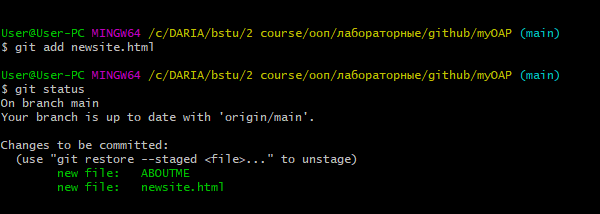 User@User-PC MINGW64 /c/DARIA/bstu/2 course/ооп/лабораторные/github/myOAP (main)
$ git add newsite.html
User@User-PC MINGW64 /c/DARIA/bstu/2 course/ооп/лабораторные/github/myOAP (main)
$ git status
On branch main
Your branch is up to date with 'origin/main'.
Changes to be committed:
(use "git restore --staged <file>..." to unstage)
new file: ABOUTME
new file: newsite.html